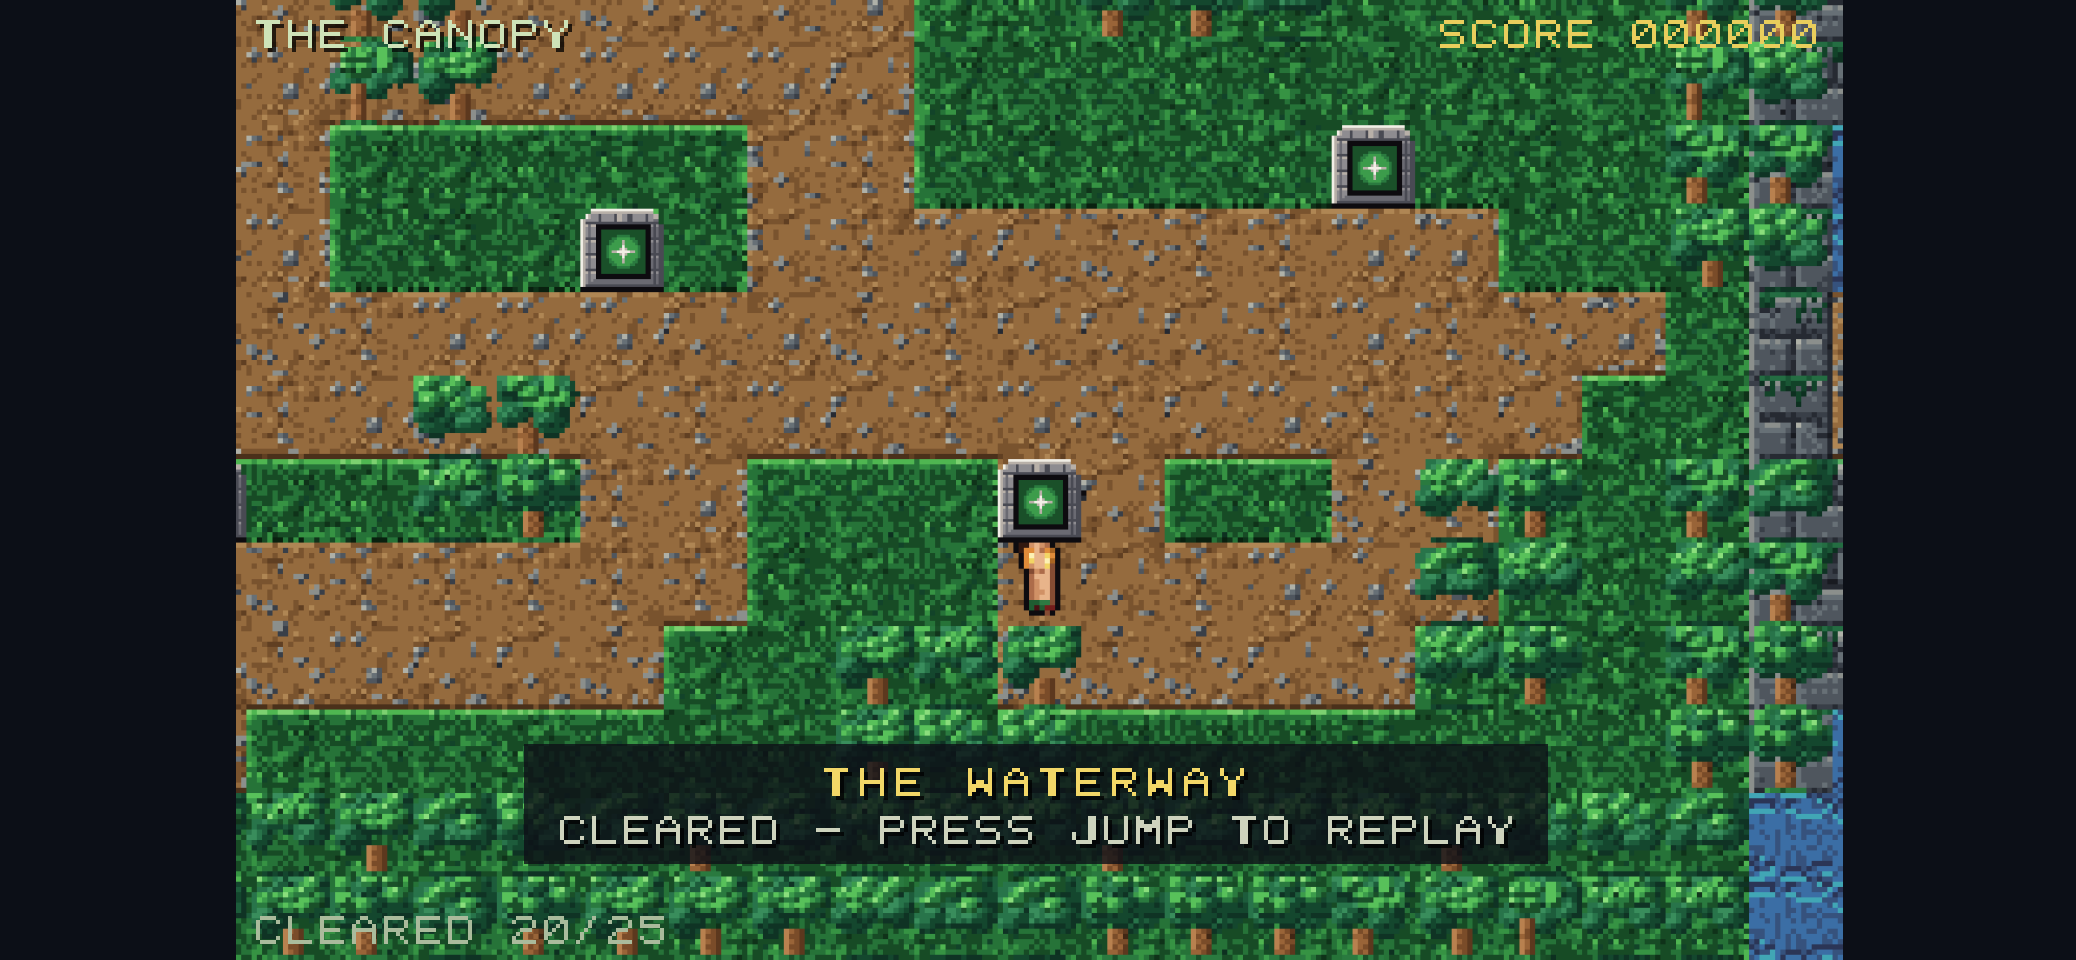 THE CANOPY
SCORE 000000
THE WATERWAY
CLEARED – PRESS JUMP TO REPLAY
CLEARED 20/25